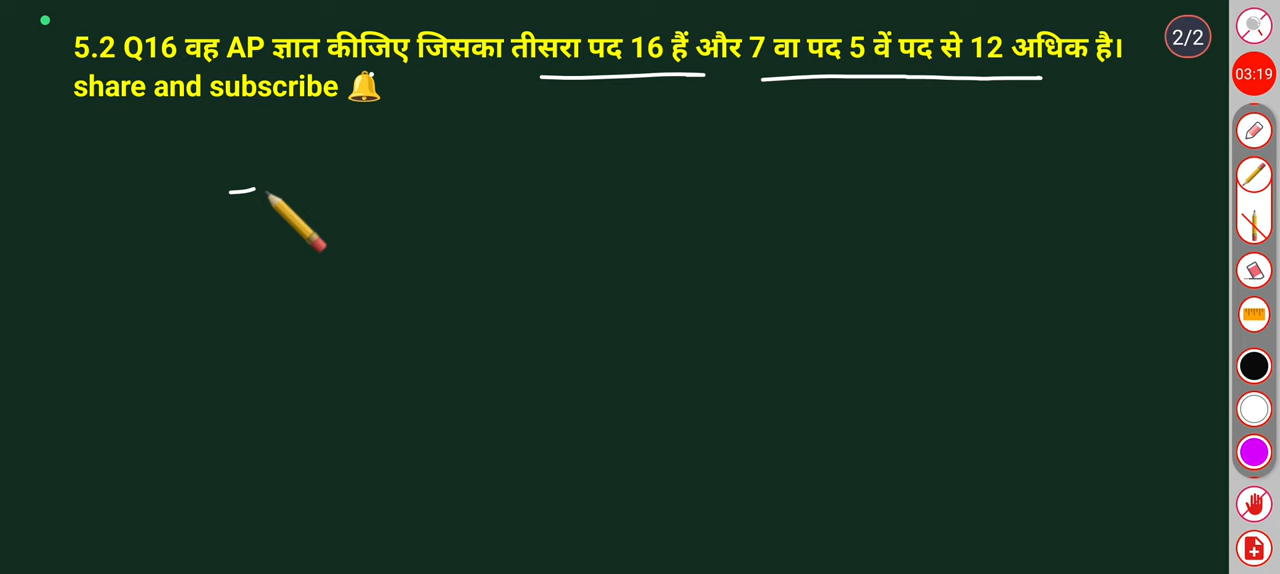 5.2 Q16 वह AP ज्ञात कीजिए जिसका तीसरा पद 16 हैं और 7 वा पद 5 वें पद से 12 अधिक है।
share and subscribe 🔔
2/2
03:19